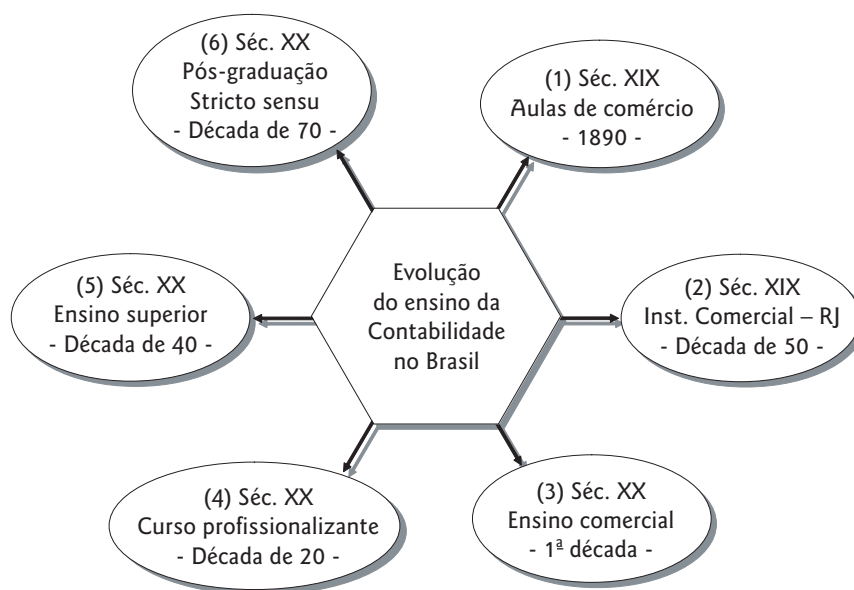 (6) Séc. XX
Pós-graduação
Stricto sensu
- Década de 70 -
(1) Séc. XIX
Aulas de comércio
- 1890 -
Evolução
do ensino da
Contabilidade
no Brasil
(5) Séc. XX
Ensino superior
- Década de 40 -
(2) Séc. XIX
Inst. Comercial – RJ
- Década de 50 -
(4) Séc. XX
Curso profissionalizante
- Década de 20 -
(3) Séc. XX
Ensino comercial
- 1ª década -